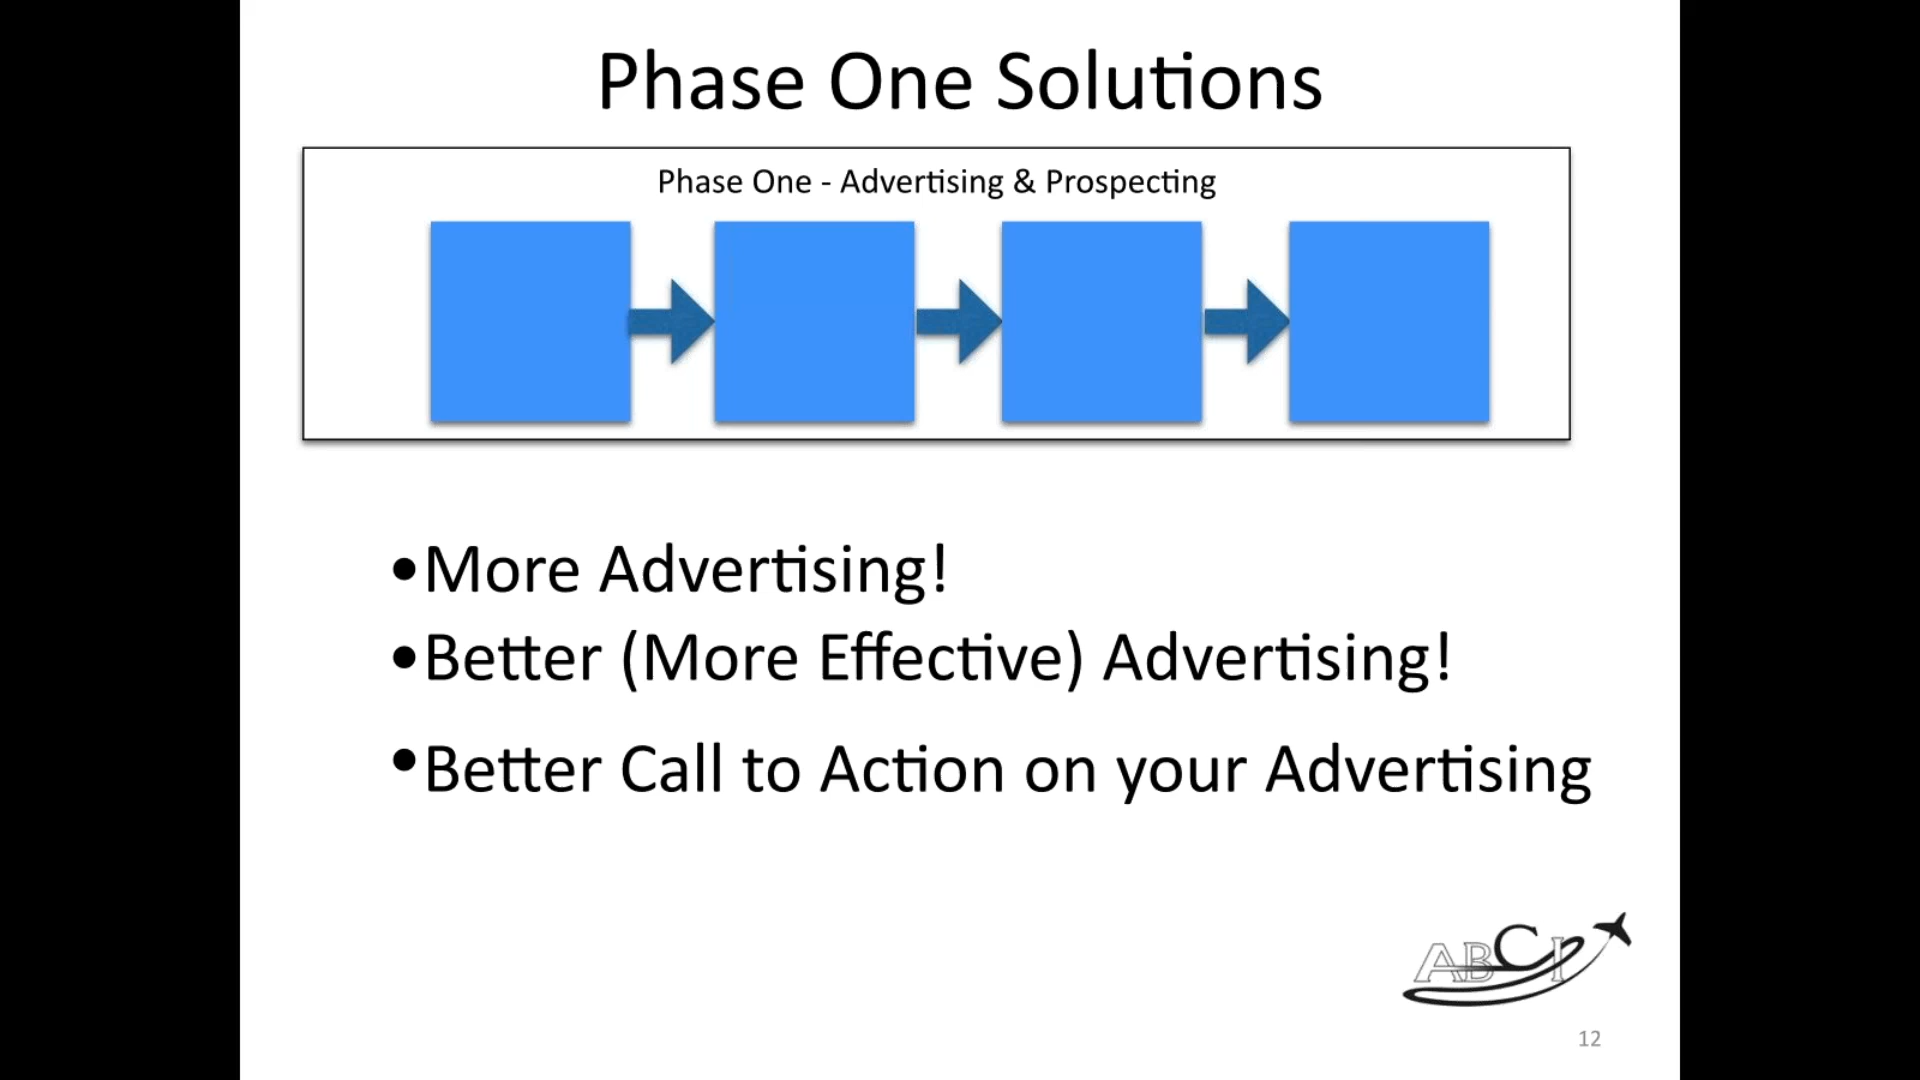 Phase One Solutions
Phase One - Advertising & Prospecting
•More Advertising!
•Better (More Effective) Advertising!
•Better Call to Action on your Advertising
ABCI
12